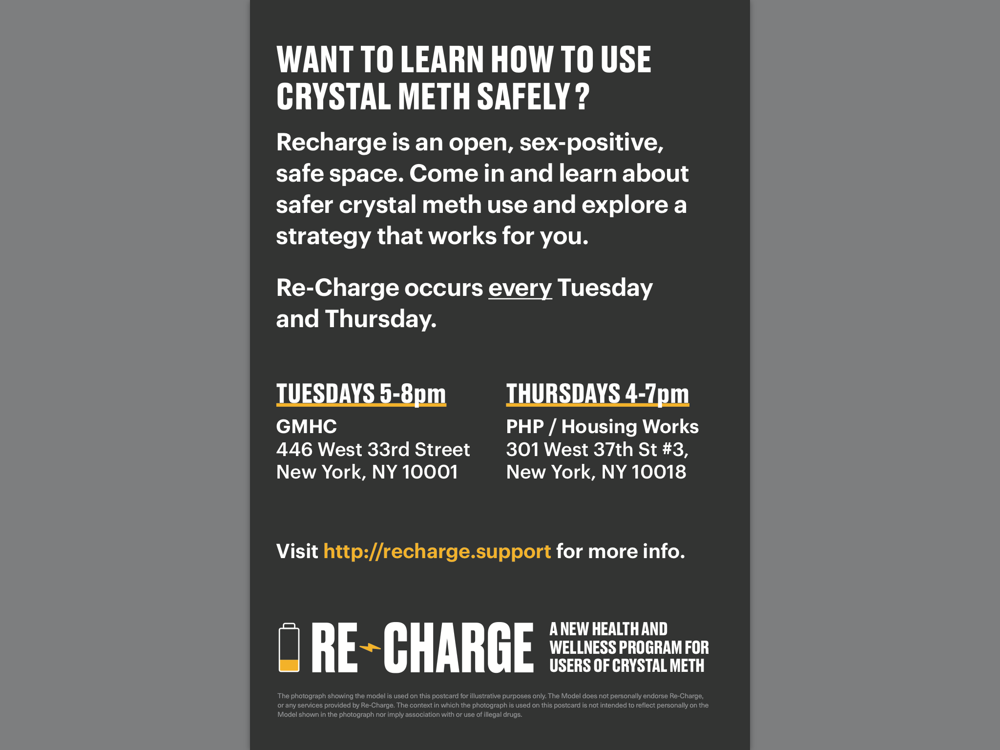 WANT TO LEARN HOW TO USE
CRYSTAL METH SAFELY?
Recharge is an open, sex-positive,
safe space. Come in and learn about
safer crystal meth use and explore a
strategy that works for you.
Re-Charge occurs every Tuesday
and Thursday.
TUESDAYS 5-8pm
GMHC
446 West 33rd Street
New York, NY 10001
THURSDAYS 4-7pm
PHP / Housing Works
301 West 37th St #3,
New York, NY 10018
Visit http://recharge.support for more info.
RE-CHARGE
A NEW HEALTH AND
WELLNESS PROGRAM FOR
USERS OF CRYSTAL METH
The photograph showing the model is used on this postcard for illustrative purposes only. The Model does not personally endorse Re-Charge,
or any services provided by Re-Charge. The context in which the photograph is used on this postcard is not intended to reflect personally on the
Model shown in the photograph nor imply association with or use of illegal drugs.